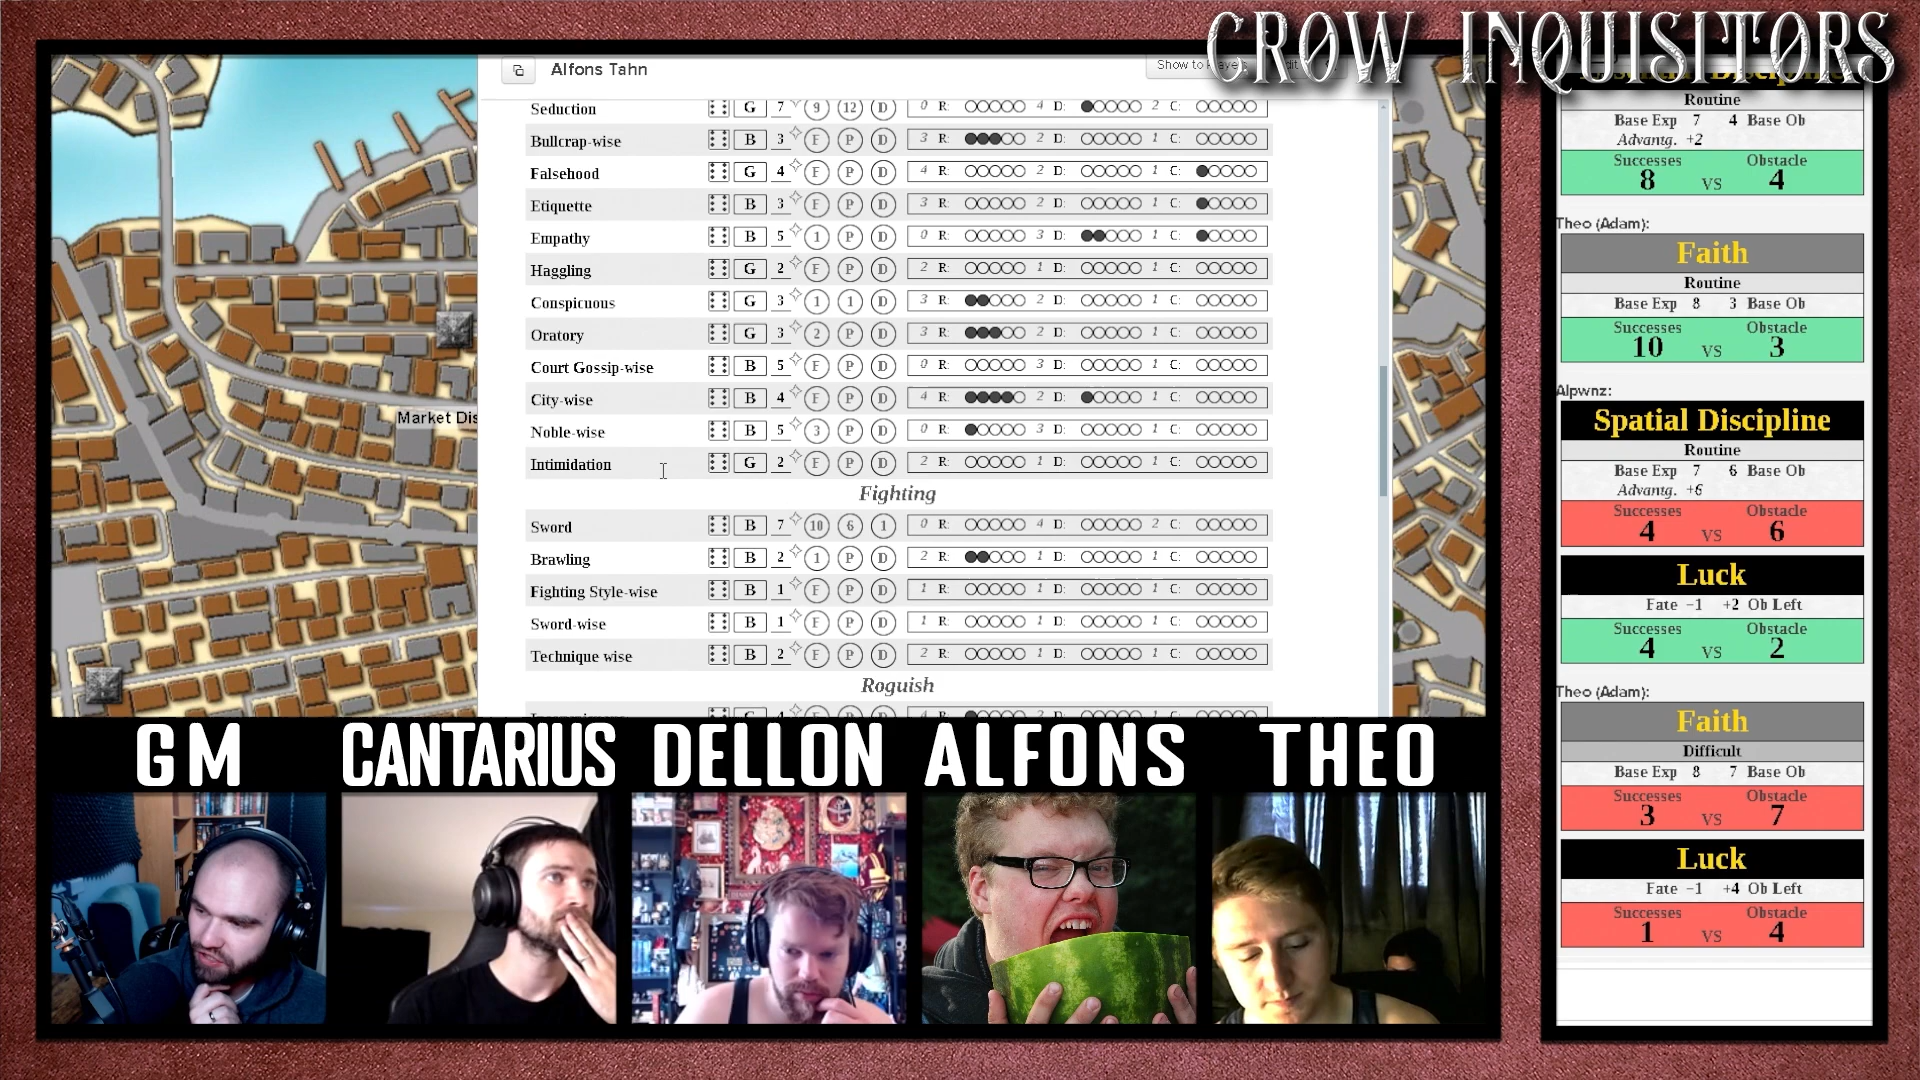 CROW INQUISITORS
Alfons Tahn
Show to
Seduction G 7 9 12 D 0 R: 4 D: 2 C:
Bullcrap-wise B 3 F P D 3 R: 2 D: 1 C:
Falsehood G 4 F P D 4 R: 2 D: 1 C:
Etiquette B 3 F P D 3 R: 2 D: 1 C:
Empathy B 5 1 P D 0 R: 3 D: 1 C:
Haggling G 2 F P D 2 R: 1 D: 1 C:
Conspicuous G 3 1 1 D 3 R: 2 D: 1 C:
Oratory G 3 2 P D 3 R: 2 D: 1 C:
Court Gossip-wise B 5 F P D 0 R: 3 D: 1 C:
City-wise B 4 F P D 4 R: 2 D: 1 C:
Noble-wise B 5 3 P D 0 R: 3 D: 1 C:
Intimidation G 2 F P D 2 R: 1 D: 1 C:
Fighting
Sword B 7 10 6 1 0 R: 4 D: 2 C:
Brawling B 2 1 P D 2 R: 1 D: 1 C:
Fighting Style-wise B 1 F P D 1 R: 1 D: 1 C:
Sword-wise B 1 F P D 1 R: 1 D: 1 C:
Technique wise B 2 F P D 2 R: 1 D: 1 C:
Roguish
Market Dis
GM
CANTARIUS
DELLON
ALFONS
THEO
Routine
Base Exp 7 4 Base Ob
Advantg. +2
Successes Obstacle
8 VS 4
Theo (Adam):
Faith
Routine
Base Exp 8 3 Base Ob
Successes Obstacle
10 VS 3
Alpwnz:
Spatial Discipline
Routine
Base Exp 7 6 Base Ob
Advantg. +6
Successes Obstacle
4 VS 6
Luck
Fate −1 +2 Ob Left
Successes Obstacle
4 VS 2
Theo (Adam):
Faith
Difficult
Base Exp 8 7 Base Ob
Successes Obstacle
3 VS 7
Luck
Fate −1 +4 Ob Left
Successes Obstacle
1 VS 4